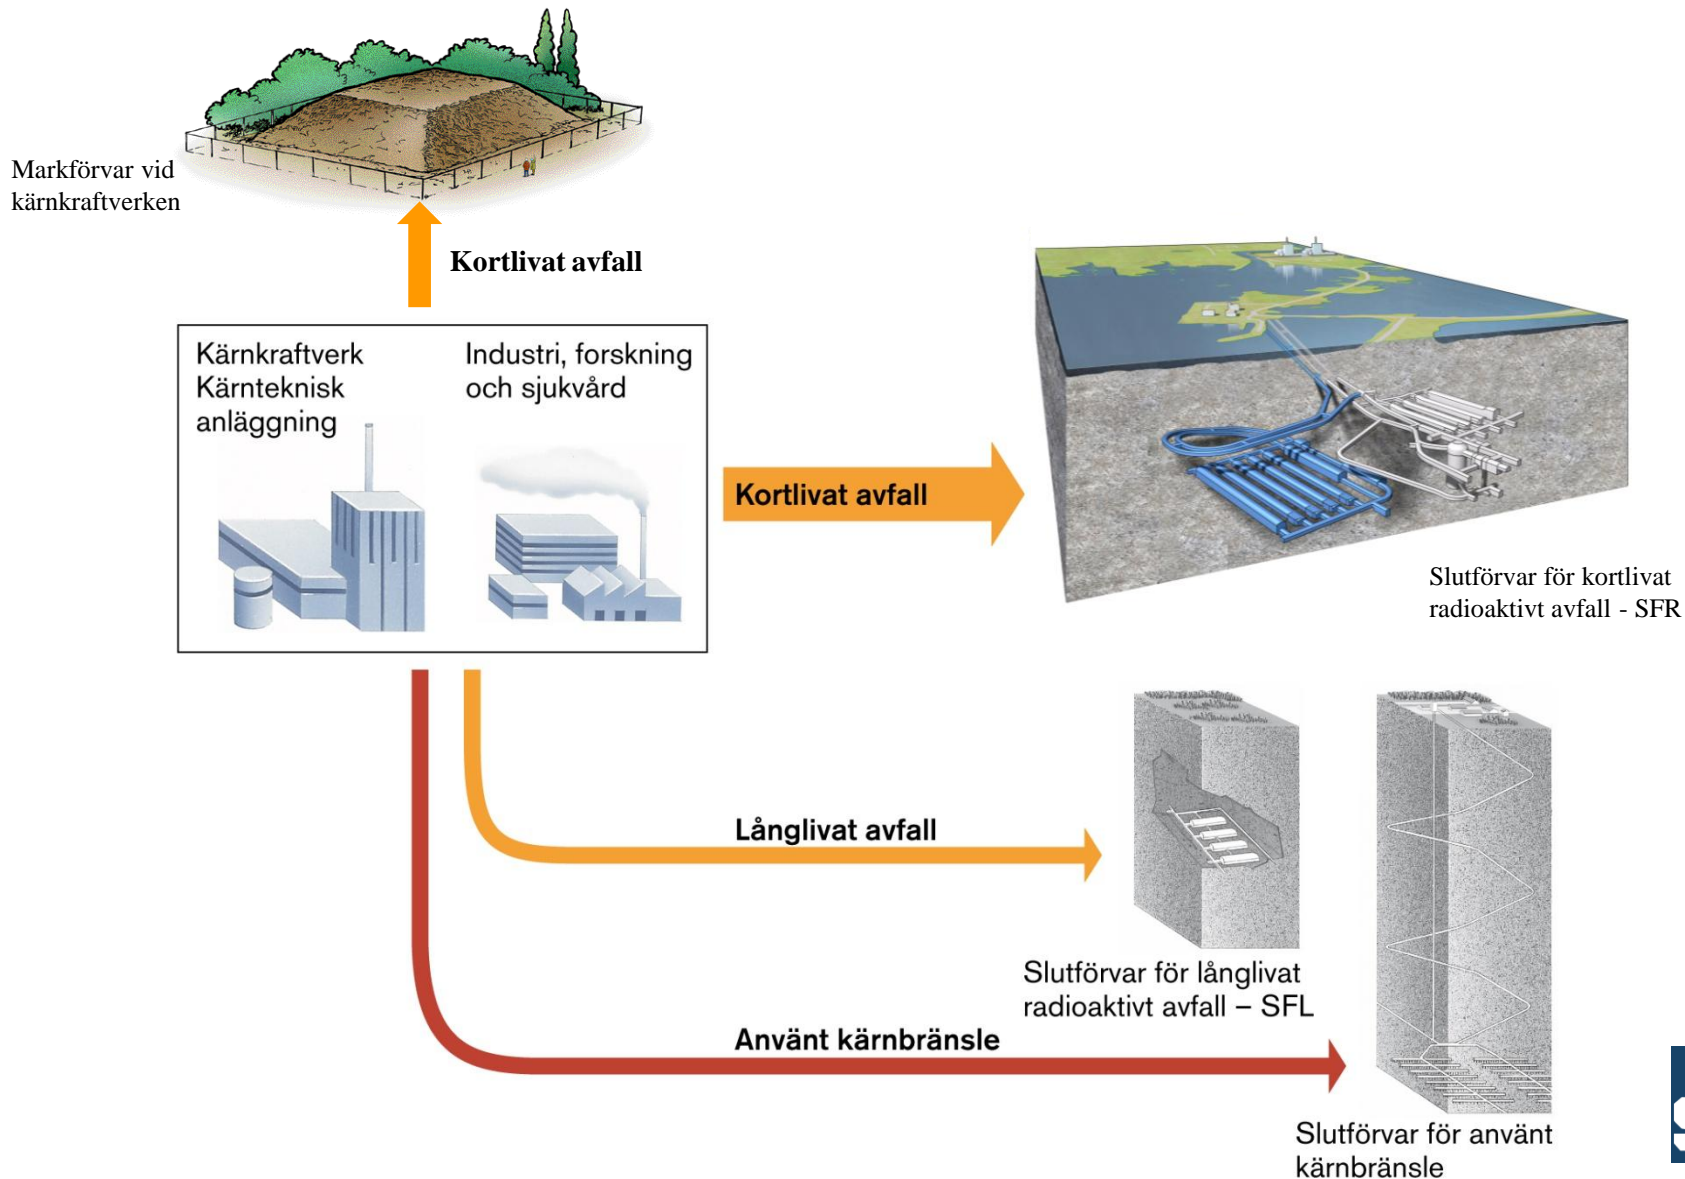 Markförvar vid
kärnkraftverken
Kortlivat avfall
Kärnkraftverk
Kärnteknisk
anläggning
Industri, forskning
och sjukvård
Kortlivat avfall
Slutförvar för kortlivat
radioaktivt avfall - SFR
Långlivat avfall
Slutförvar för långlivat
radioaktivt avfall – SFL
Använt kärnbränsle
Slutförvar för använt
kärnbränsle